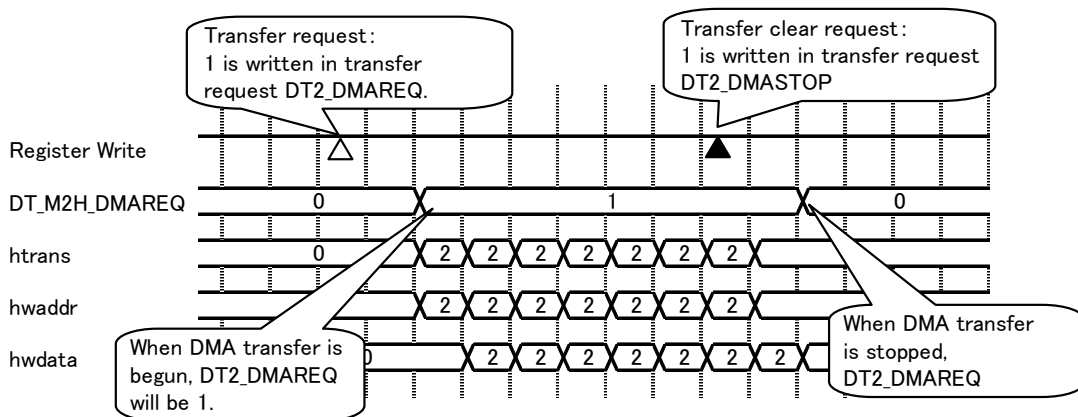 Transfer request:
1 is written in transfer
request DT2_DMAREQ.
Transfer clear request:
1 is written in transfer request
DT2_DMASTOP
Register Write
DT_M2H_DMAREQ 0 1 0
htrans 0 2 2 2 2 2 2 2
hwaddr 2 2 2 2 2 2 2
hwdata 0 2 2 2 2 2 2 2
When DMA transfer is
begun, DT2_DMAREQ
will be 1.
When DMA transfer
is stopped,
DT2_DMAREQ